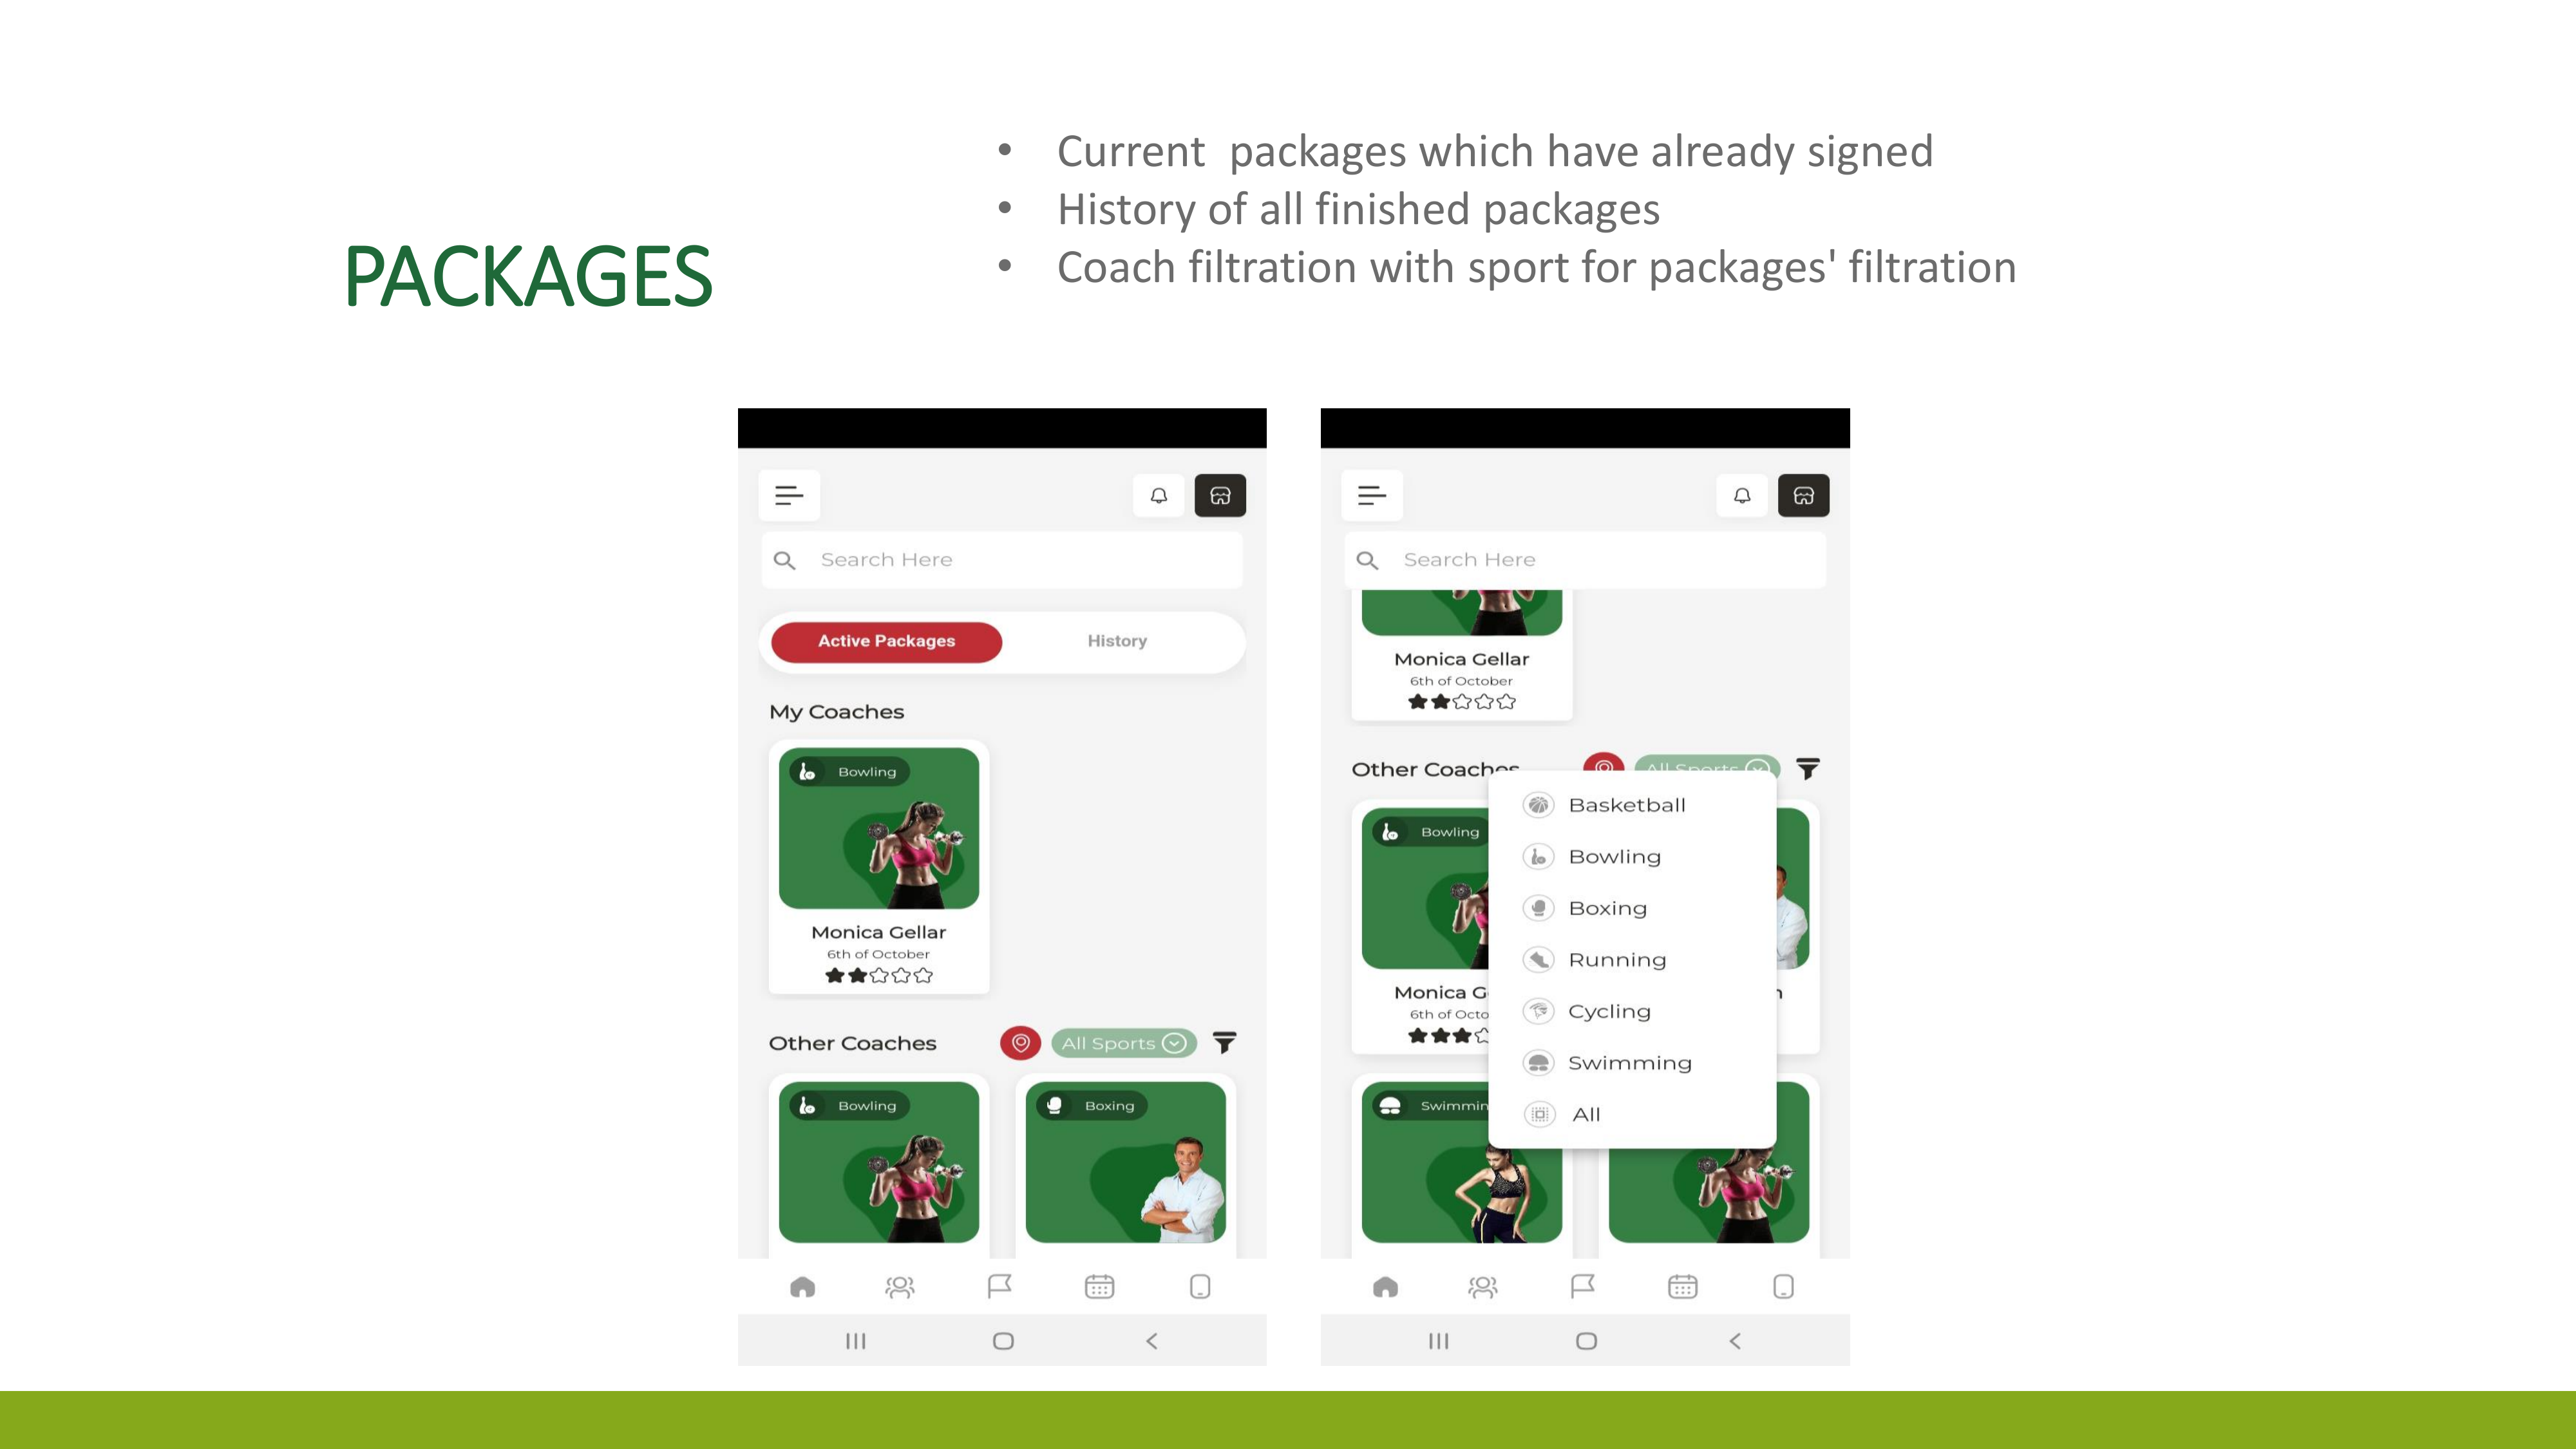 PACKAGES
• Current  packages which have already signed
• History of all finished packages
• Coach filtration with sport for packages' filtration
Search Here
Active Packages
History
My Coaches
Bowling
Monica Gellar
6th of October
Other Coaches
All Sports
Bowling
Boxing
Search Here
Monica Gellar
6th of October
Other Coaches
All Sports
Bowling
Basketball
Bowling
Boxing
Running
Cycling
Swimming
All
Monica G
6th of Octo
Swimmin